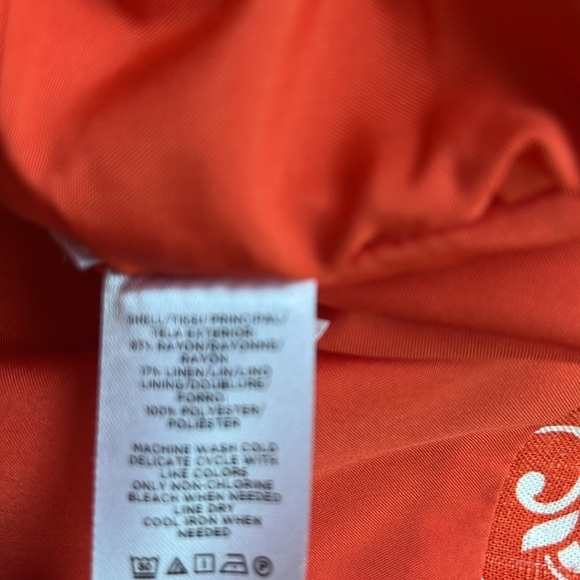 SHELL/TISSU PRINCIPAL/
TELA EXTERIOR
83% RAYON/RAYONNE/
RAYON
17% LINEN/LIN/LINO
LINING/DOUBLURE/
FORRO
100% POLYESTER/
POLIÉSTER
MACHINE WASH COLD
DELICATE CYCLE WITH
LIKE COLORS
ONLY NON-CHLORINE
BLEACH WHEN NEEDED
LINE DRY
COOL IRON WHEN
NEEDED
30
P